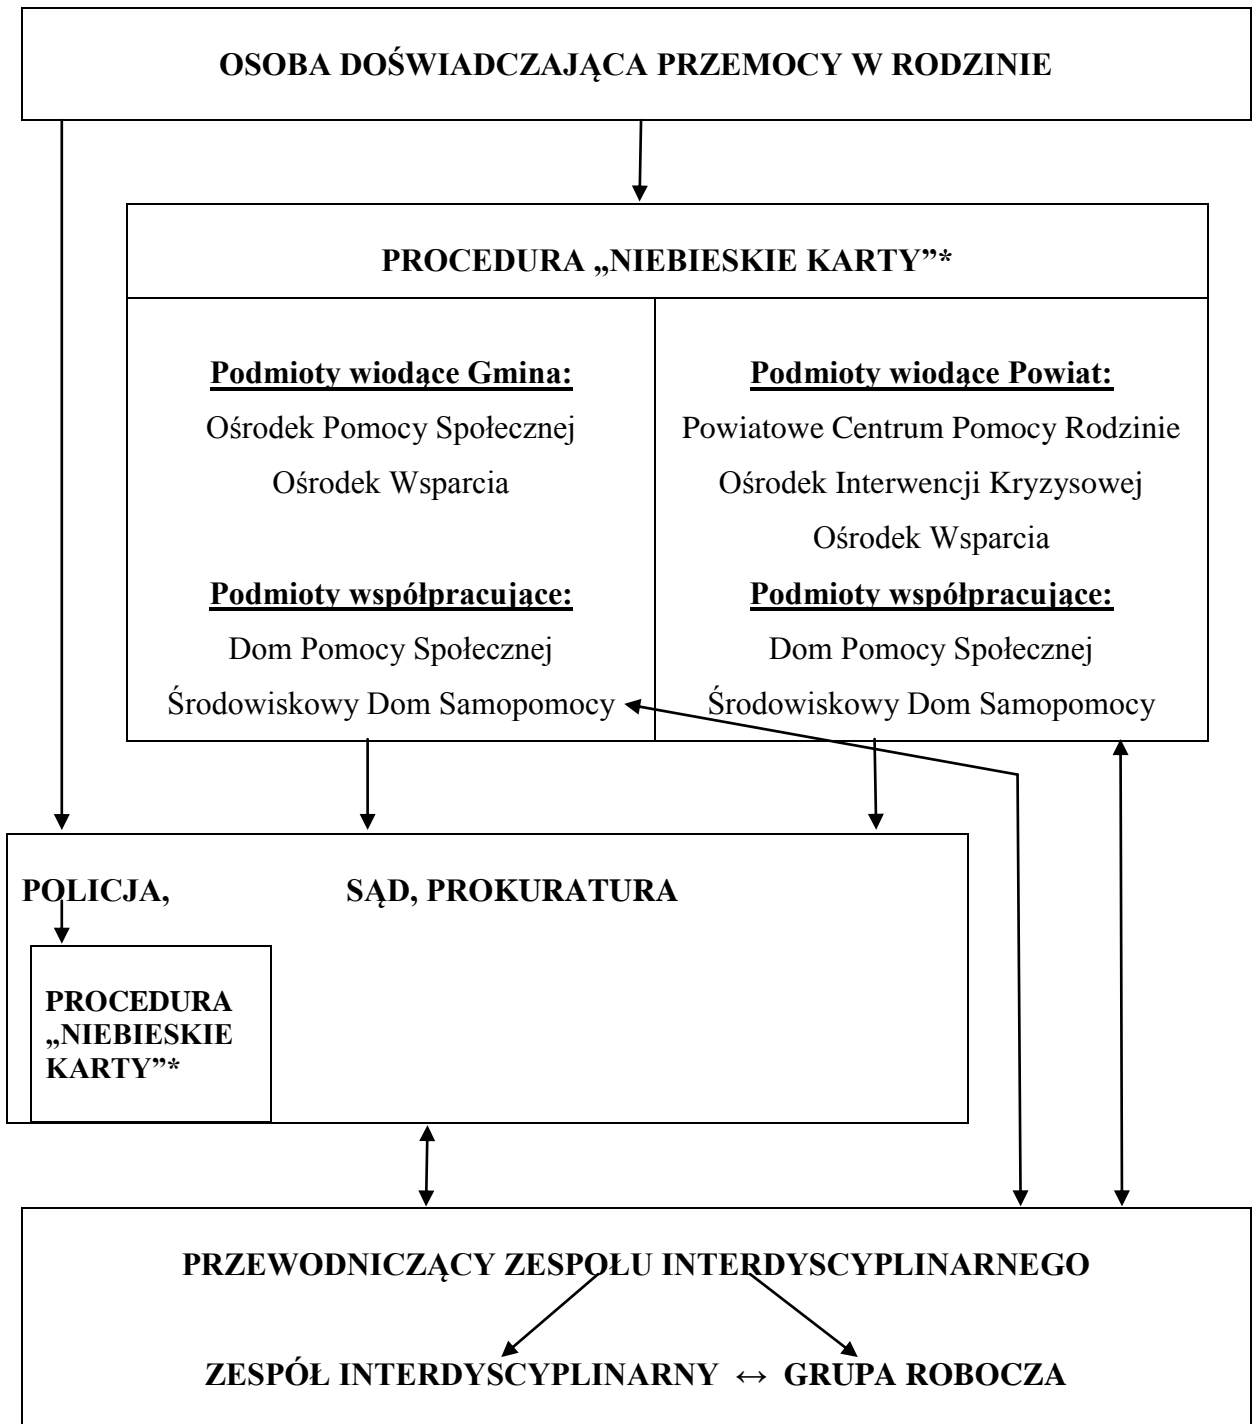 OSOBA DOŚWIADCZAJĄCA PRZEMOCY W RODZINIE
PROCEDURA „NIEBIESKIE KARTY”*
Podmioty wiodące Gmina:
Ośrodek Pomocy Społecznej
Ośrodek Wsparcia
Podmioty współpracujące:
Dom Pomocy Społecznej
Środowiskowy Dom Samopomocy
Podmioty wiodące Powiat:
Powiatowe Centrum Pomocy Rodzinie
Ośrodek Interwencji Kryzysowej
Ośrodek Wsparcia
Podmioty współpracujące:
Dom Pomocy Społecznej
Środowiskowy Dom Samopomocy
POLICJA, SĄD, PROKURATURA
PROCEDURA
„NIEBIESKIE
KARTY”*
PRZEWODNICZĄCY ZESPOŁU INTERDYSCYPLINARNEGO
ZESPÓŁ INTERDYSCYPLINARNY ↔ GRUPA ROBOCZA